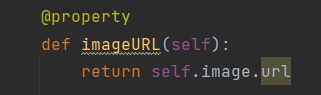 @property
def imageURL(self):
    return self.image.url